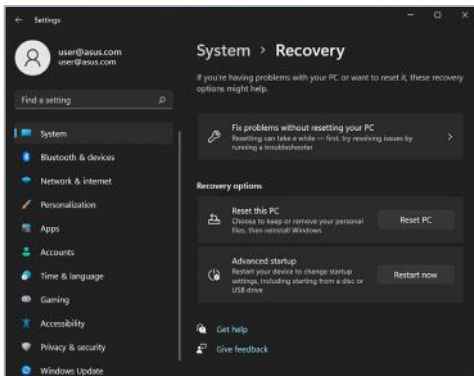 Settings
user@asus.com
user@asus.com
Find a setting
System
Bluetooth & devices
Network & internet
Personalization
Apps
Accounts
Time & language
Gaming
Accessibility
Privacy & security
Windows Update
System > Recovery
If you're having problems with your PC or want to reset it, these recovery
options might help.
Fix problems without resetting your PC
Resetting can take a while — first, try resolving issues by
running a troubleshooter
Recovery options
Reset this PC
Choose to keep or remove your personal
files, then reinstall Windows
Reset PC
Advanced startup
Restart your device to change startup
settings, including starting from a disc or
USB drive
Restart now
Get help
Give feedback